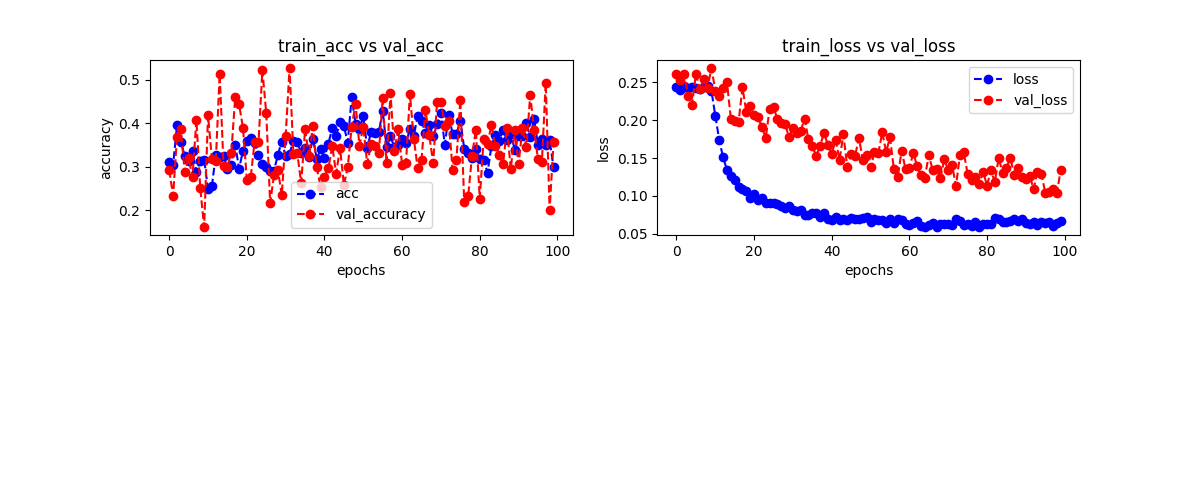 train_acc vs val_acc
accuracy
0.5
0.4
0.3
0.2
0 20 40 60 80 100
epochs
acc
val_accuracy
train_loss vs val_loss
loss
0.25
0.20
0.15
0.10
0.05
0 20 40 60 80 100
epochs
loss
val_loss